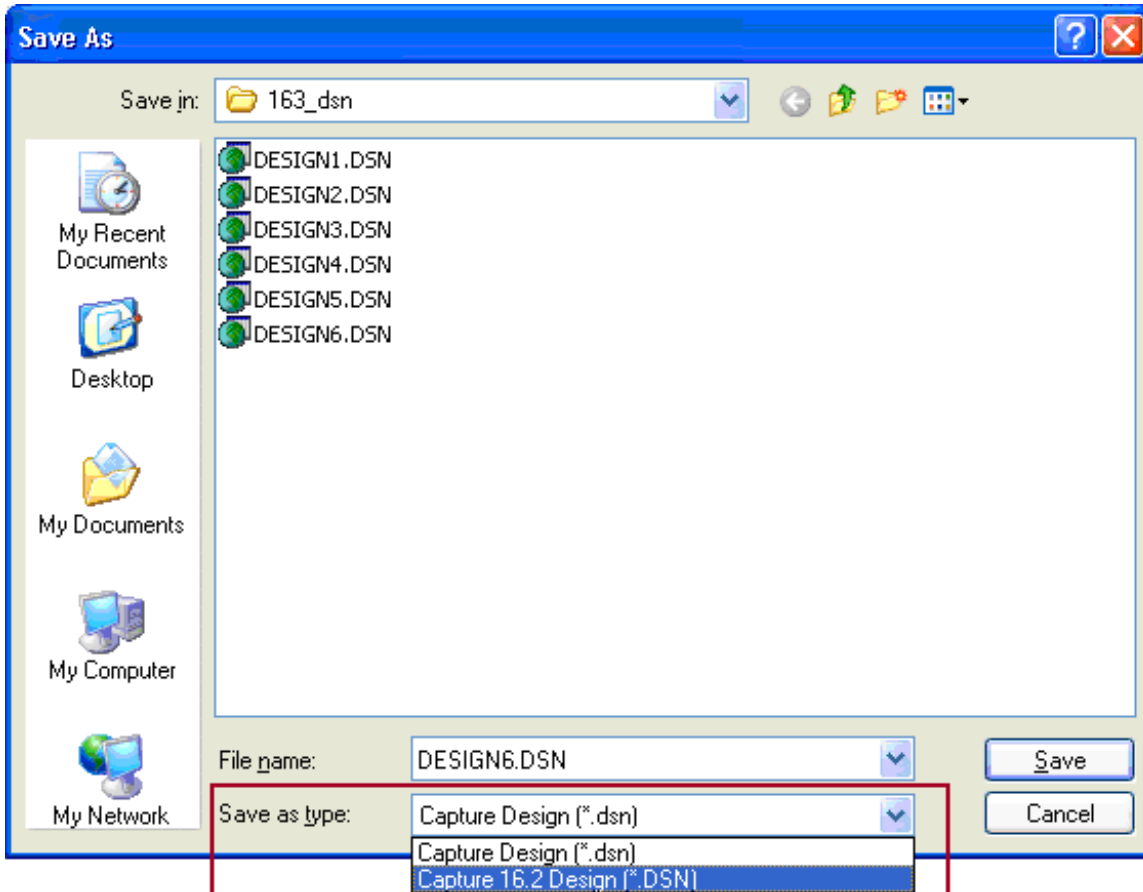 Save As
Save in:
163_dsn
My Recent
Documents
Desktop
My Documents
My Computer
My Network
DESIGN1.DSN
DESIGN2.DSN
DESIGN3.DSN
DESIGN4.DSN
DESIGN5.DSN
DESIGN6.DSN
File name:
DESIGN6.DSN
Save
Save as type:
Capture Design (*.dsn)
Cancel
Capture Design (*.dsn)
Capture 16.2 Design (*.DSN)